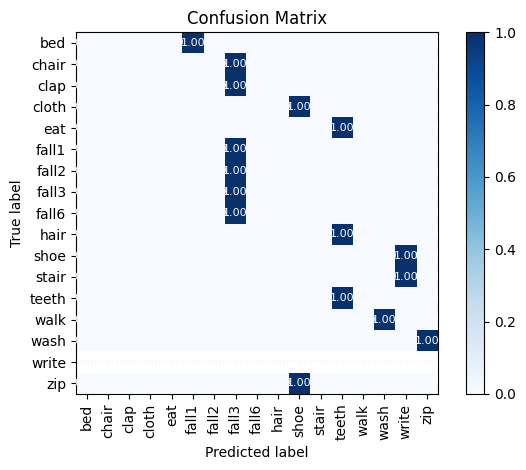 Confusion Matrix
True label
bed 1.00
chair 1.00
clap 1.00
cloth 1.00
eat 1.00
fall1 1.00
fall2 1.00
fall3 1.00
fall6 1.00
hair 1.00
shoe 1.00
stair 1.00
teeth 1.00
walk 1.00
wash 1.00
write
zip 1.00
bed chair clap cloth eat fall1 fall2 fall3 fall6 hair shoe stair teeth walk wash write zip
Predicted label
1.0
0.8
0.6
0.4
0.2
0.0